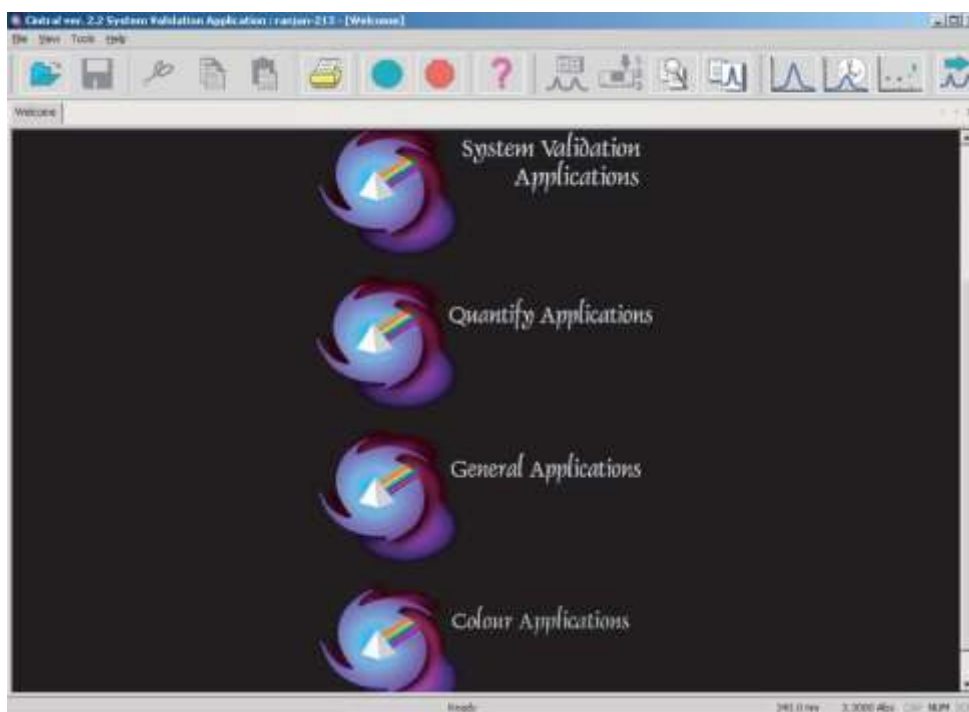 Cintral ver. 2.2 System Validation Application : ranjan-213 - [Welcome]
File View Tools Help
Welcome
System Validation
Applications
Quantify Applications
General Applications
Colour Applications
Ready NUM